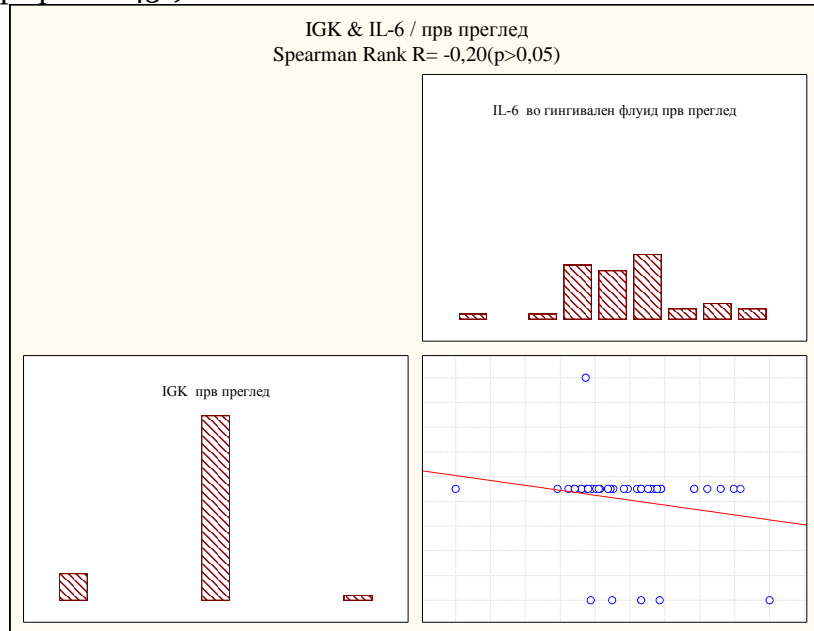 IGK & IL-6 / прв преглед
Spearman Rank R= -0,20(p>0,05)
IL-6 во гингивален флуид прв преглед
IGK прв преглед